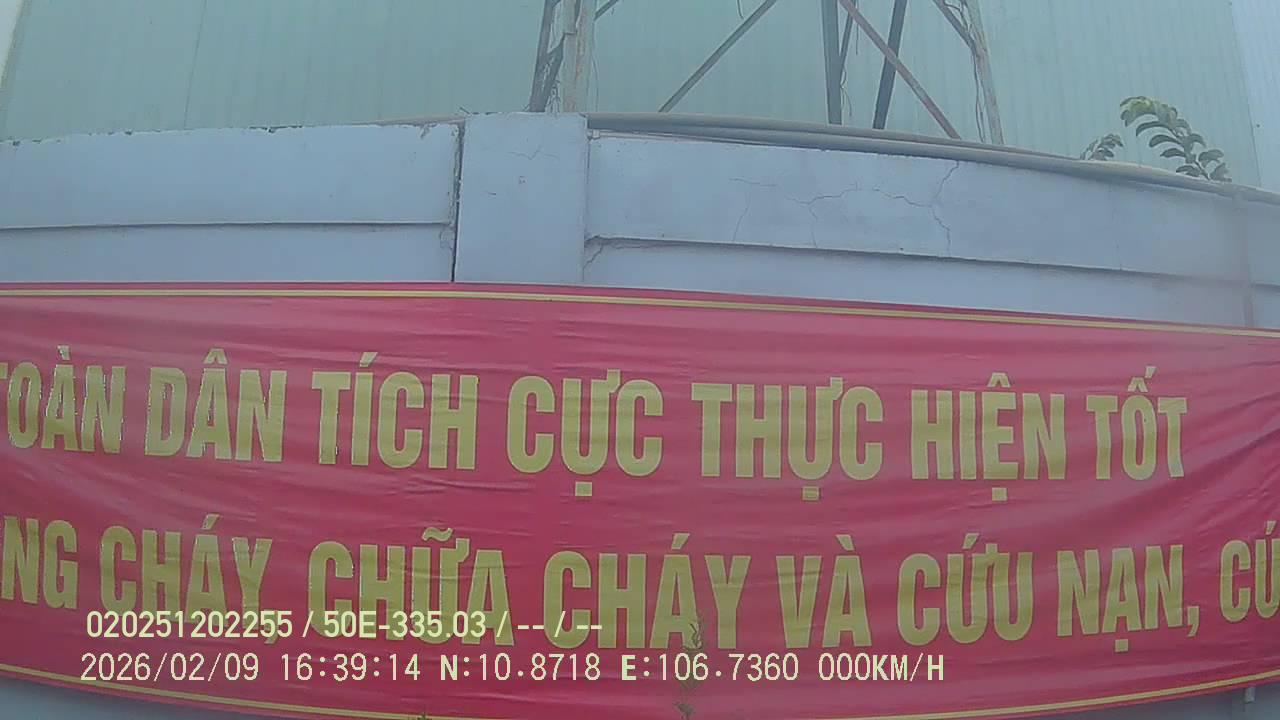 TOÀN DÂN TÍCH CỰC THỰC HIỆN TỐT
NG CHÁY, CHỮA CHÁY VÀ CỨU NẠN, CỨ
020251202255 / 50E-335.03 / -- / --
2026/02/09 16:39:14 N:10.8718 E:106.7360 000KM/H